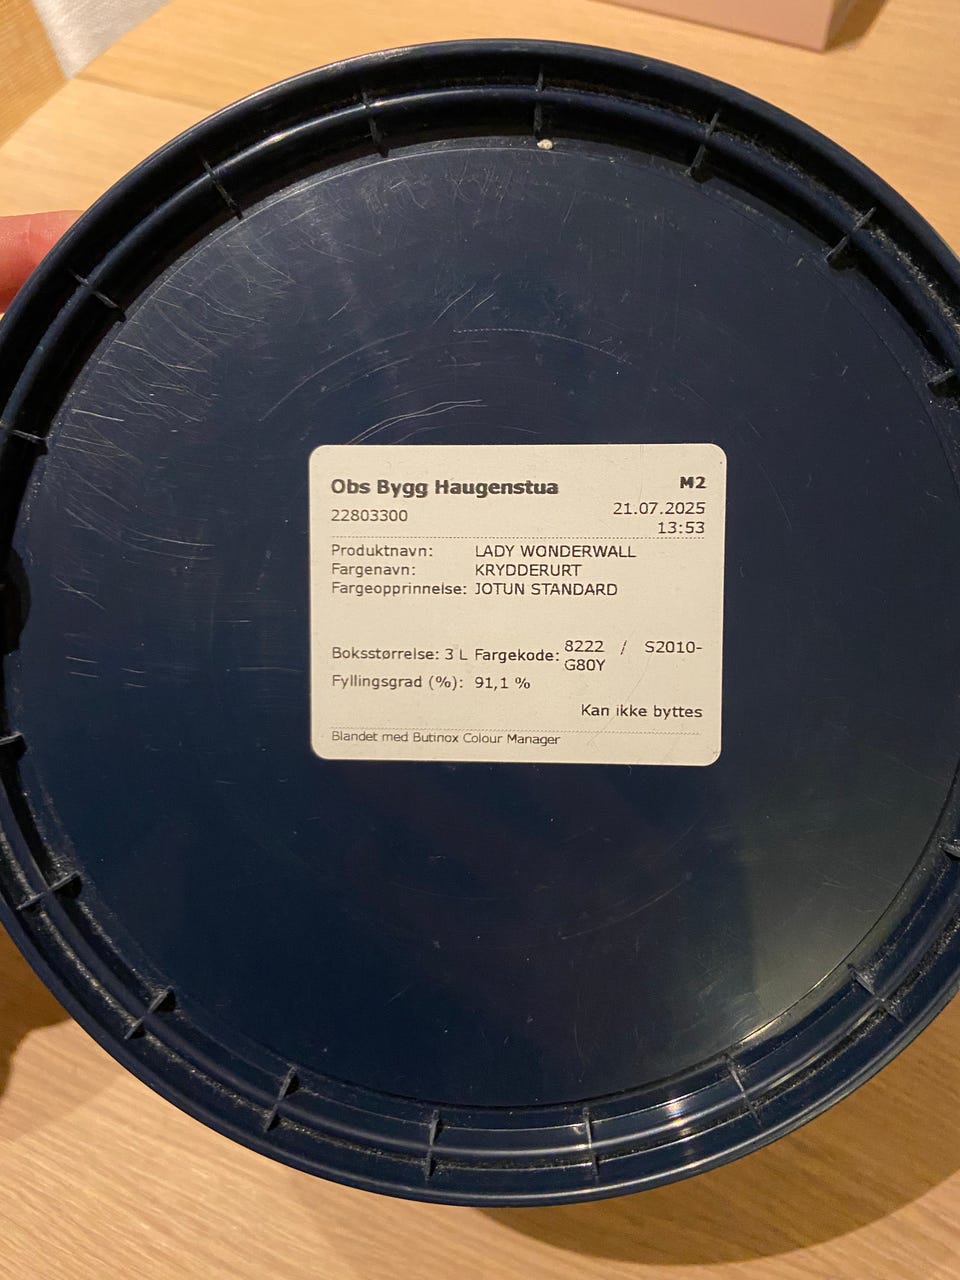 Obs Bygg Haugenstua M2
22803300 21.07.2025
13:53
Produktnavn: LADY WONDERWALL
Fargenavn: KRYDDERURT
Fargeopprinnelse: JOTUN STANDARD
Boksstørrelse: 3 L Fargekode: 8222 / S2010-
G80Y
Fyllingsgrad (%): 91,1 %
Kan ikke byttes
Blandet med Butinox Colour Manager